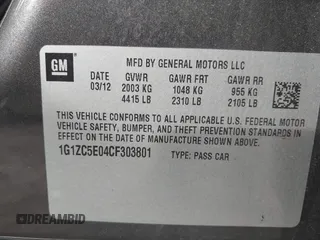 GM
MFD BY GENERAL MOTORS LLC
DATE GVWR GAWR FRT GAWR RR
03/12 2003 KG 1048 KG 955 KG
4415 LB 2310 LB 2105 LB
THIS VEHICLE CONFORMS TO ALL APPLICABLE U.S. FEDERAL MOTOR
VEHICLE SAFETY, BUMPER, AND THEFT PREVENTION STANDARDS IN
EFFECT ON THE DATE OF MANUFACTURE SHOWN ABOVE.
1G1ZC5E04CF303801 TYPE: PASS CAR
DREAMBID